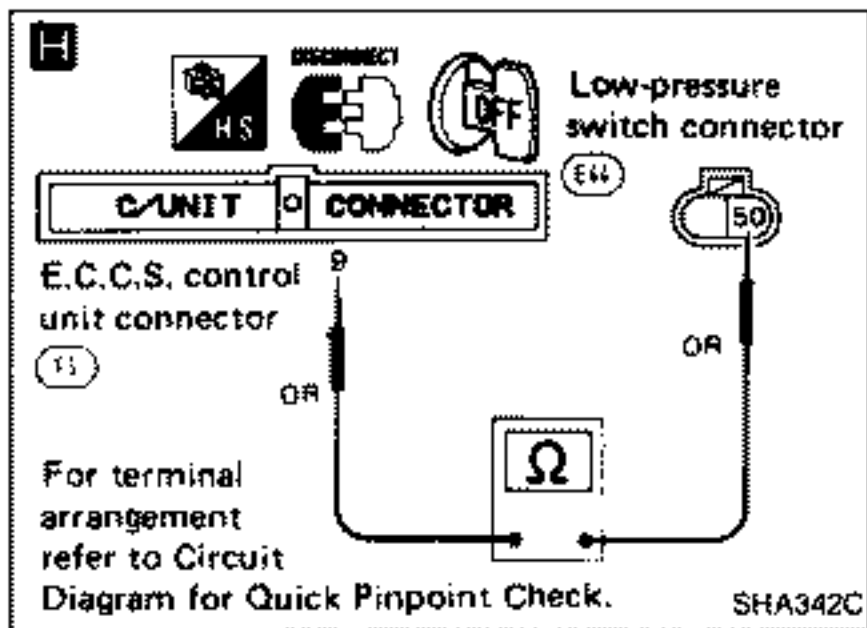 H
DISCONNECT
H.S
OFF
Low-pressure
switch connector
E44
C/UNIT CONNECTOR
50
9
E.C.C.S. control
unit connector
OR
OR
Ω
For terminal
arrangement
refer to Circuit
Diagram for Quick Pinpoint Check.
SHA342C